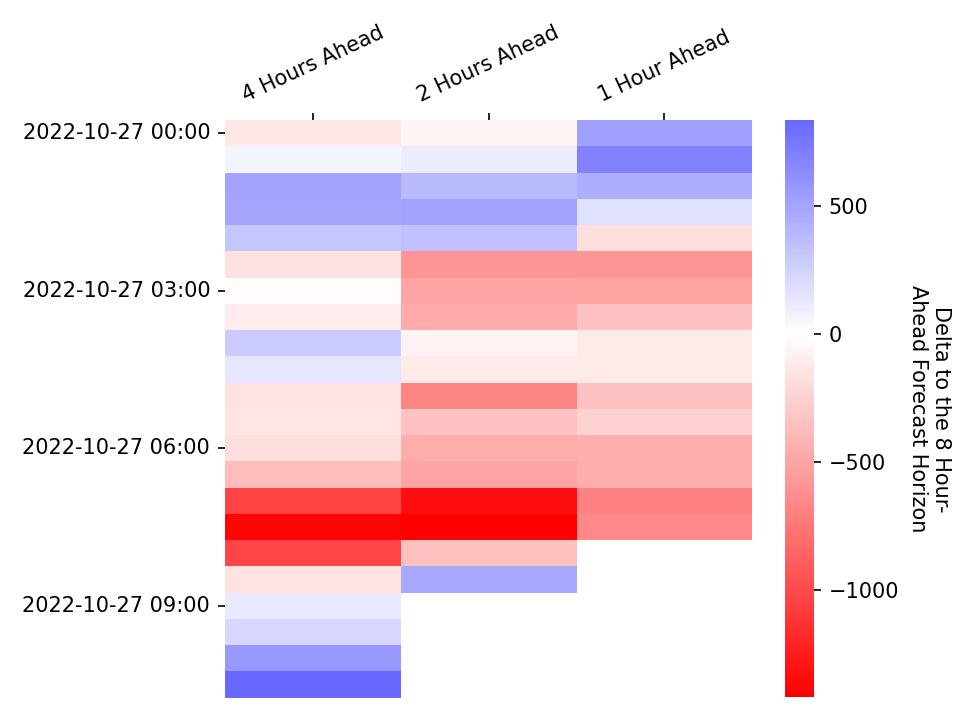 4 Hours Ahead
2 Hours Ahead
1 Hour Ahead
2022-10-27 00:00
2022-10-27 03:00
2022-10-27 06:00
2022-10-27 09:00
500
0
−500
−1000
Delta to the 8 Hour-
Ahead Forecast Horizon